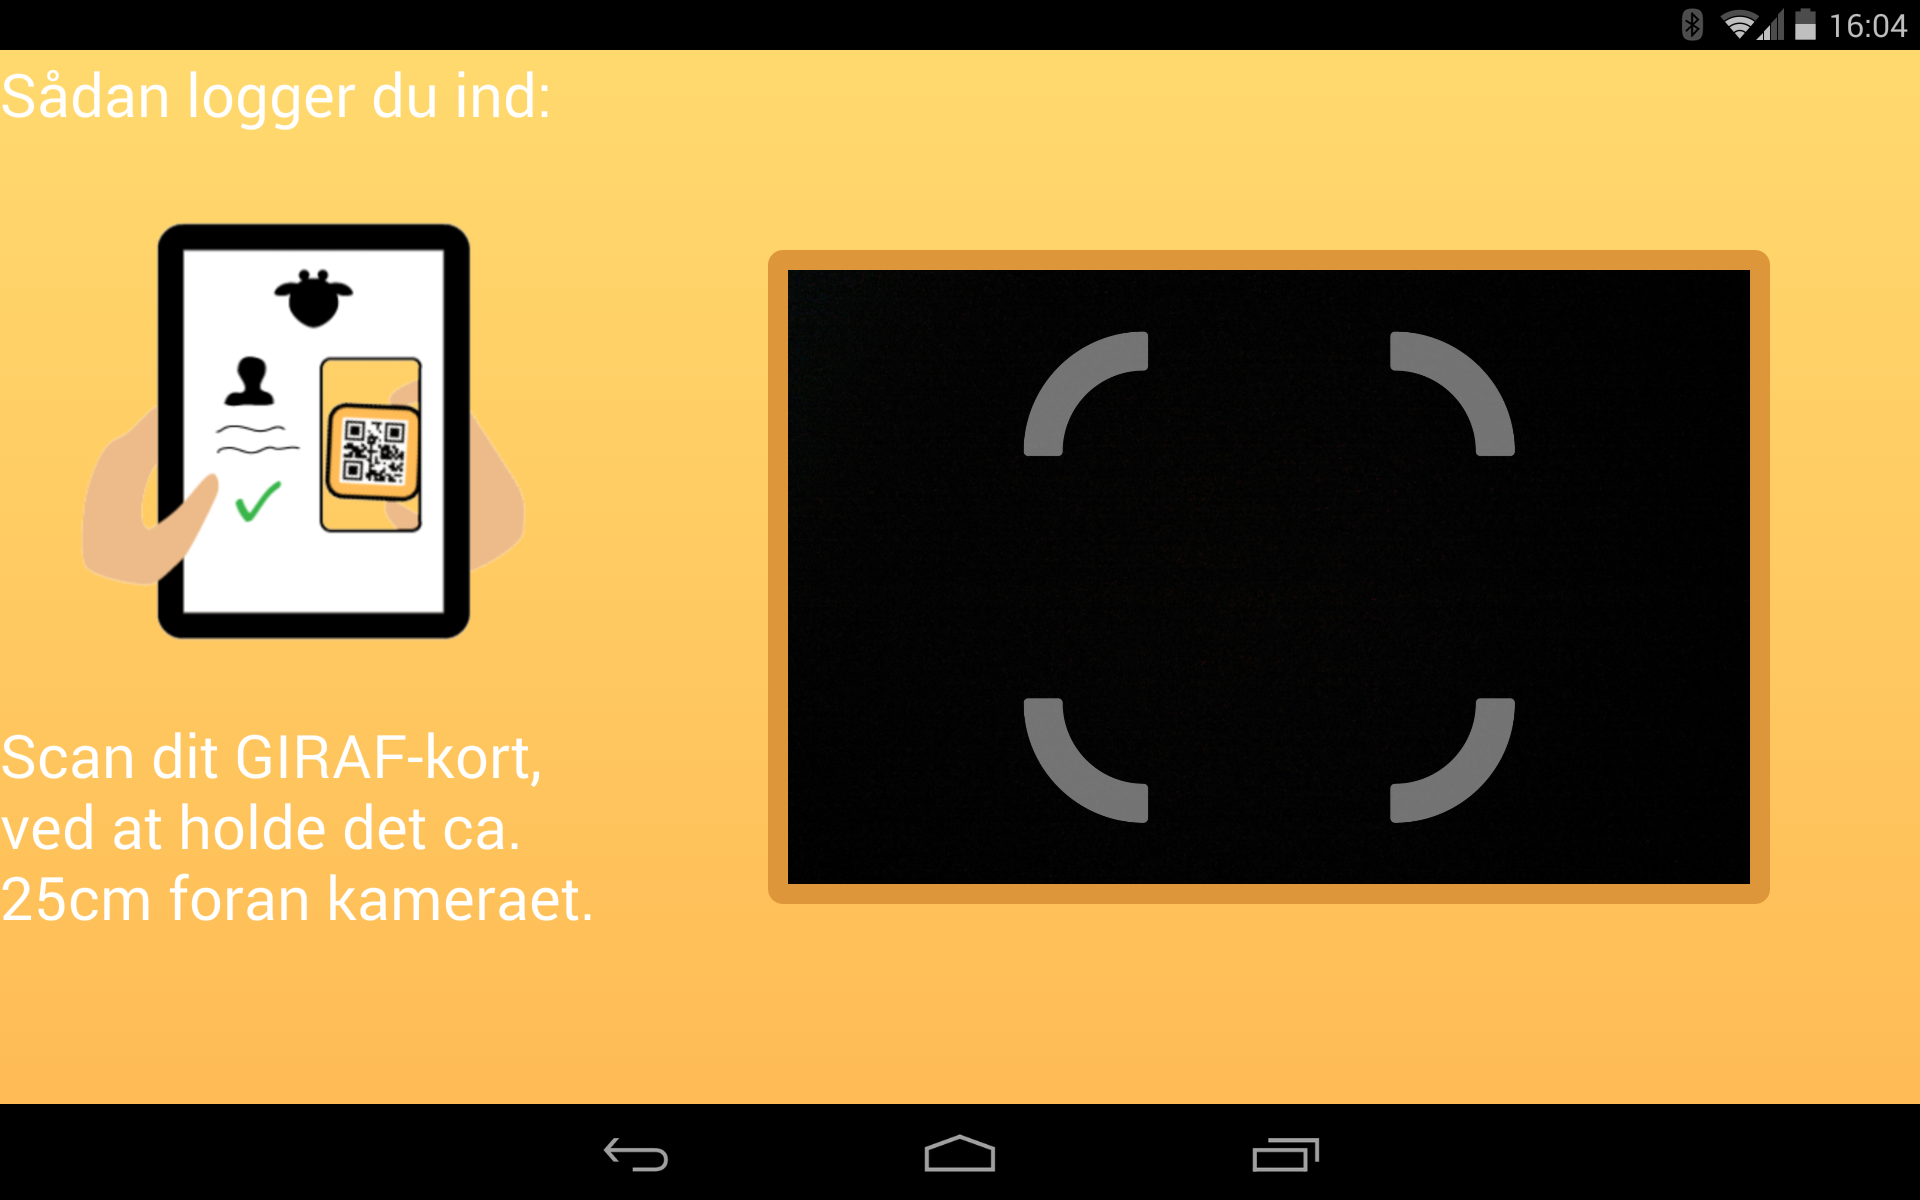 16:04
Sådan logger du ind:
Scan dit GIRAF-kort,
ved at holde det ca.
25cm foran kameraet.